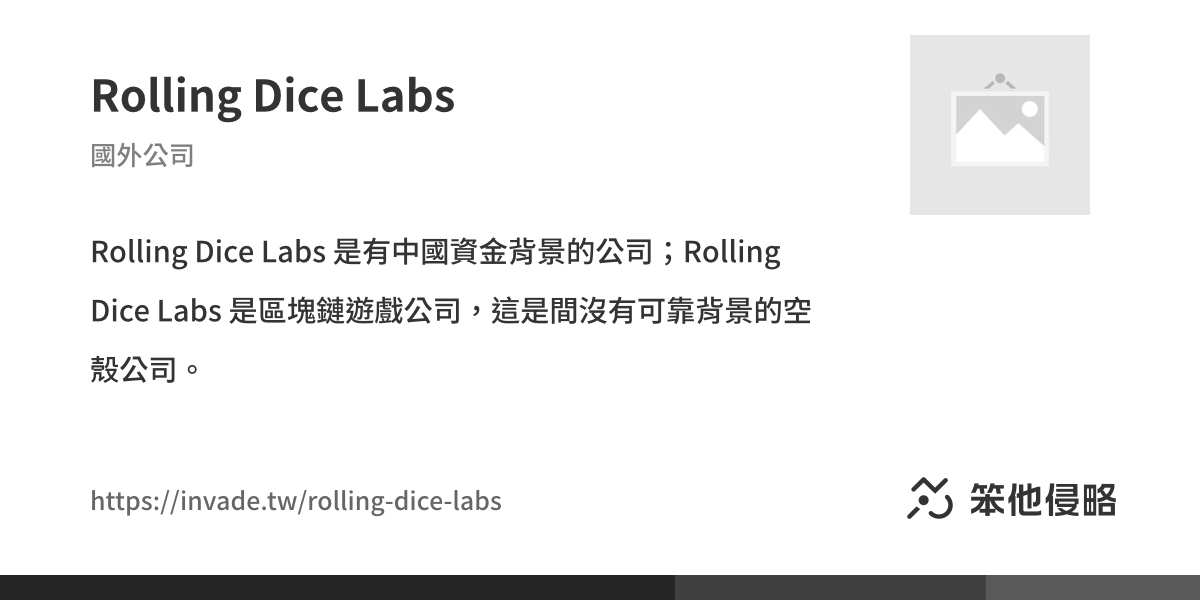 Rolling Dice Labs
國外公司
Rolling Dice Labs 是有中國資金背景的公司；Rolling
Dice Labs 是區塊鏈遊戲公司，這是間沒有可靠背景的空
殼公司。
https://invade.tw/rolling-dice-labs
笨他侵略